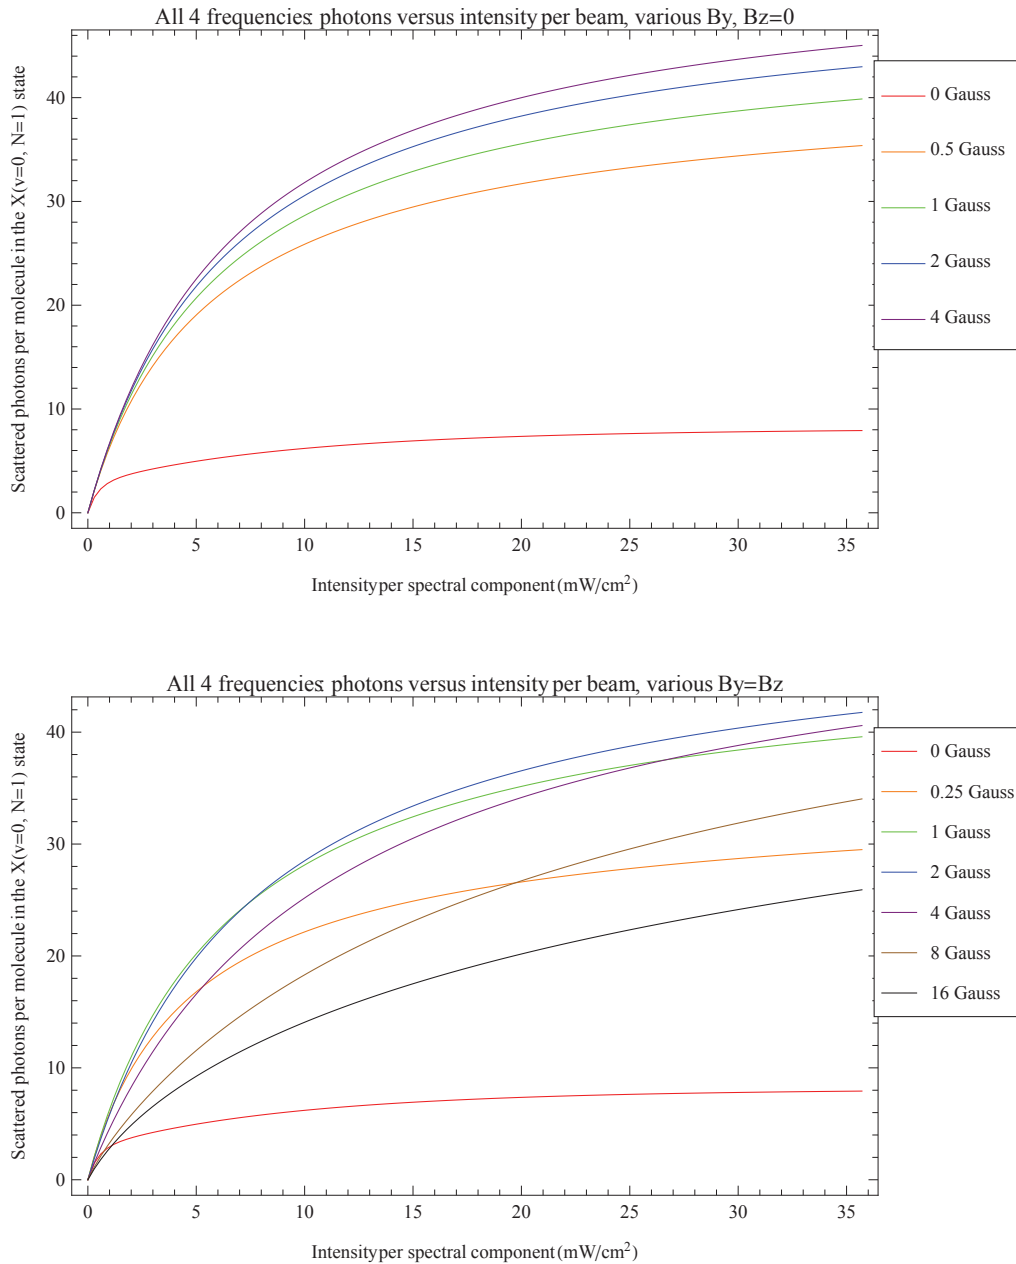 All 4 frequencies: photons versus intensity per beam, various By, Bz=0
Scattered photons per molecule in the X(v=0, N=1) state
40
30
20
10
0
0 5 10 15 20 25 30 35
Intensity per spectral component (mW/cm²)
0 Gauss
0.5 Gauss
1 Gauss
2 Gauss
4 Gauss
All 4 frequencies: photons versus intensity per beam, various By=Bz
Scattered photons per molecule in the X(v=0, N=1) state
40
30
20
10
0
0 5 10 15 20 25 30 35
Intensity per spectral component (mW/cm²)
0 Gauss
0.25 Gauss
1 Gauss
2 Gauss
4 Gauss
8 Gauss
16 Gauss